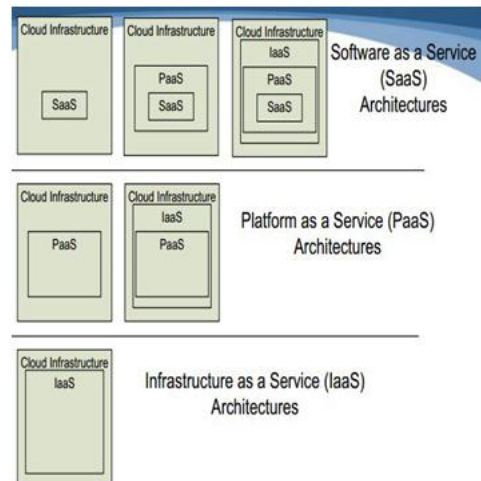 Cloud Infrastructure
SaaS
Cloud Infrastructure
PaaS
SaaS
Cloud Infrastructure
IaaS
PaaS
SaaS
Software as a Service
(SaaS)
Architectures
Cloud Infrastructure
PaaS
Cloud Infrastructure
IaaS
PaaS
Platform as a Service (PaaS)
Architectures
Cloud Infrastructure
IaaS
Infrastructure as a Service (IaaS)
Architectures